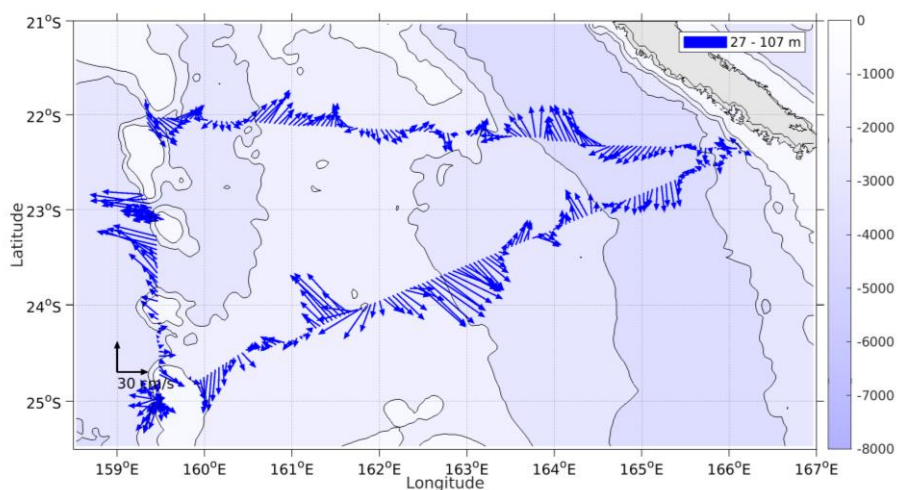 21°S
22°S
23°S
24°S
25°S
Latitude
27 - 107 m
30 cm/s
159°E
160°E
161°E
162°E
163°E
164°E
165°E
166°E
167°E
Longitude
0
-1000
-2000
-3000
-4000
-5000
-6000
-7000
-8000